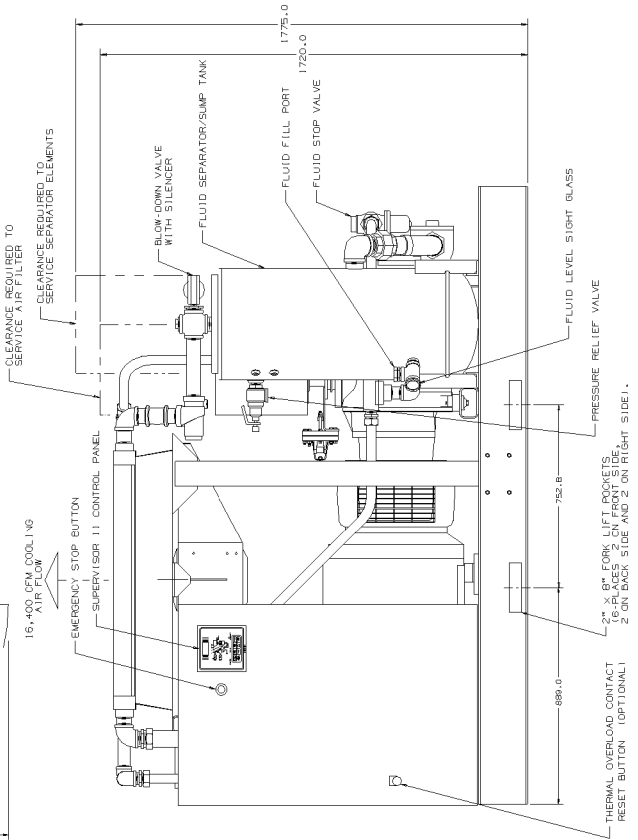 1775.0
1720.0
CLEARANCE REQUIRED TO
SERVICE AIR FILTER
CLEARANCE REQUIRED TO
SERVICE SEPARATOR ELEMENTS
BLOW-DOWN VALVE
WITH SILENCER
FLUID SEPARATOR/SUMP TANK
FLUID FILL PORT
FLUID STOP VALVE
16,400 CFM COOLING
AIR FLOW
EMERGENCY STOP BUTTON
SUPERVISOR II CONTROL PANEL
FLUID LEVEL SIGHT GLASS
PRESSURE RELIEF VALVE
752.8
889.0
2" X 8" FORK LIFT POCKETS
(6-PLACES 2 ON FRONT SIDE,
2 ON BACK SIDE AND 2 ON RIGHT SIDE).
THERMAL OVERLOAD CONTACT
RESET BUTTON (OPTIONAL)